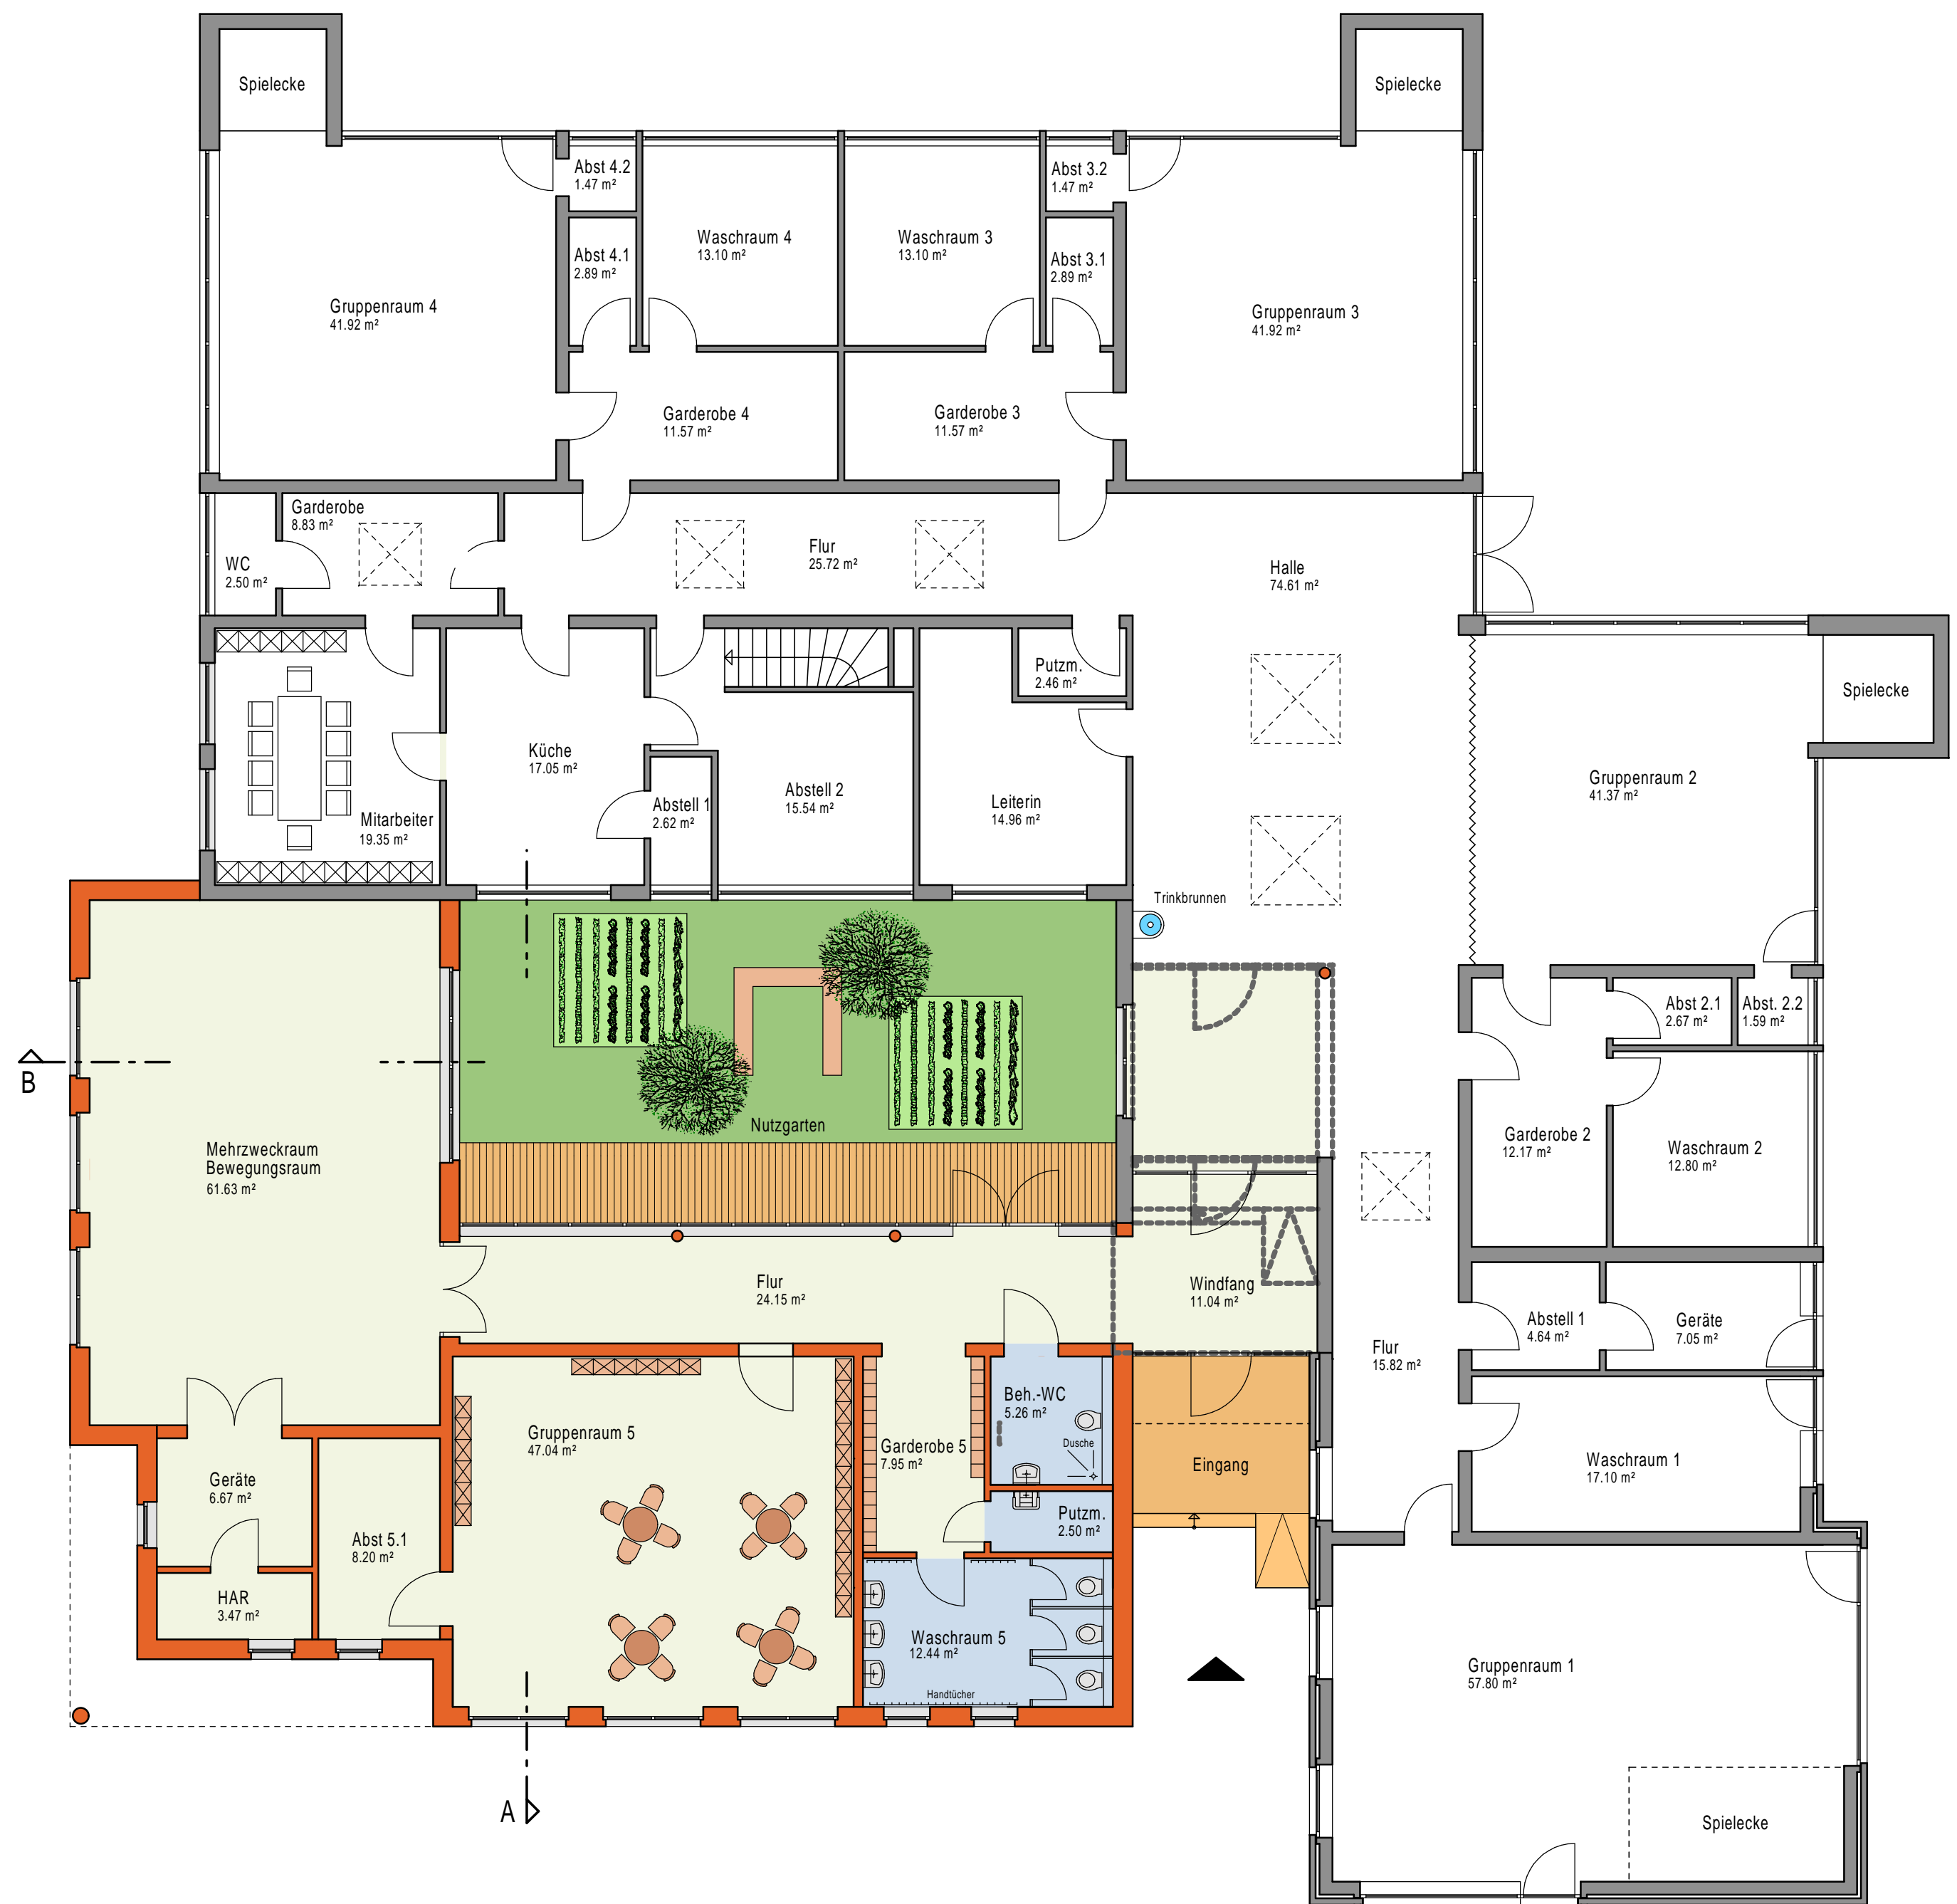 Spielecke
Spielecke
Abst 4.2
1.47 m²
Abst 3.2
1.47 m²
Waschraum 4
13.10 m²
Waschraum 3
13.10 m²
Abst 4.1
2.89 m²
Abst 3.1
2.89 m²
Gruppenraum 4
41.92 m²
Gruppenraum 3
41.92 m²
Garderobe 4
11.57 m²
Garderobe 3
11.57 m²
Garderobe
8.83 m²
WC
2.50 m²
Flur
25.72 m²
Halle
74.61 m²
Putzm.
2.46 m²
Spielecke
Küche
17.05 m²
Gruppenraum 2
41.37 m²
Mitarbeiter
19.35 m²
Abstell 1
2.62 m²
Abstell 2
15.54 m²
Leiterin
14.96 m²
Trinkbrunnen
Abst 2.1
2.67 m²
Abst. 2.2
1.59 m²
B
Nutzgarten
Mehrzweckraum
Bewegungsraum
61.63 m²
Garderobe 2
12.17 m²
Waschraum 2
12.80 m²
Flur
24.15 m²
Windfang
11.04 m²
Abstell 1
4.64 m²
Geräte
7.05 m²
Flur
15.82 m²
Beh.-WC
5.26 m²
Dusche
Gruppenraum 5
47.04 m²
Garderobe 5
7.95 m²
Eingang
Waschraum 1
17.10 m²
Geräte
6.67 m²
Abst 5.1
8.20 m²
Putzm.
2.50 m²
HAR
3.47 m²
Waschraum 5
12.44 m²
Handtücher
Gruppenraum 1
57.80 m²
A
Spielecke